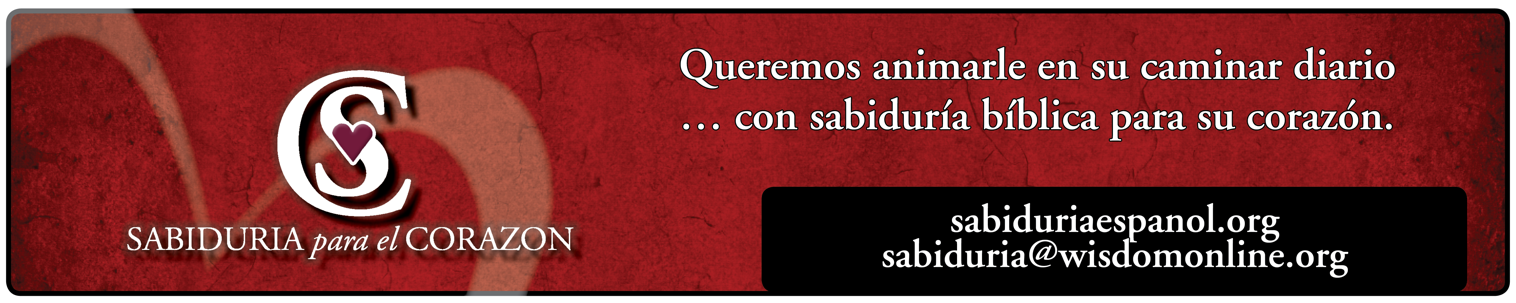 CS
SABIDURIA para el CORAZON
Queremos animarle en su caminar diario
… con sabiduría bíblica para su corazón.
sabiduriaespanol.org
sabiduria@wisdomonline.org